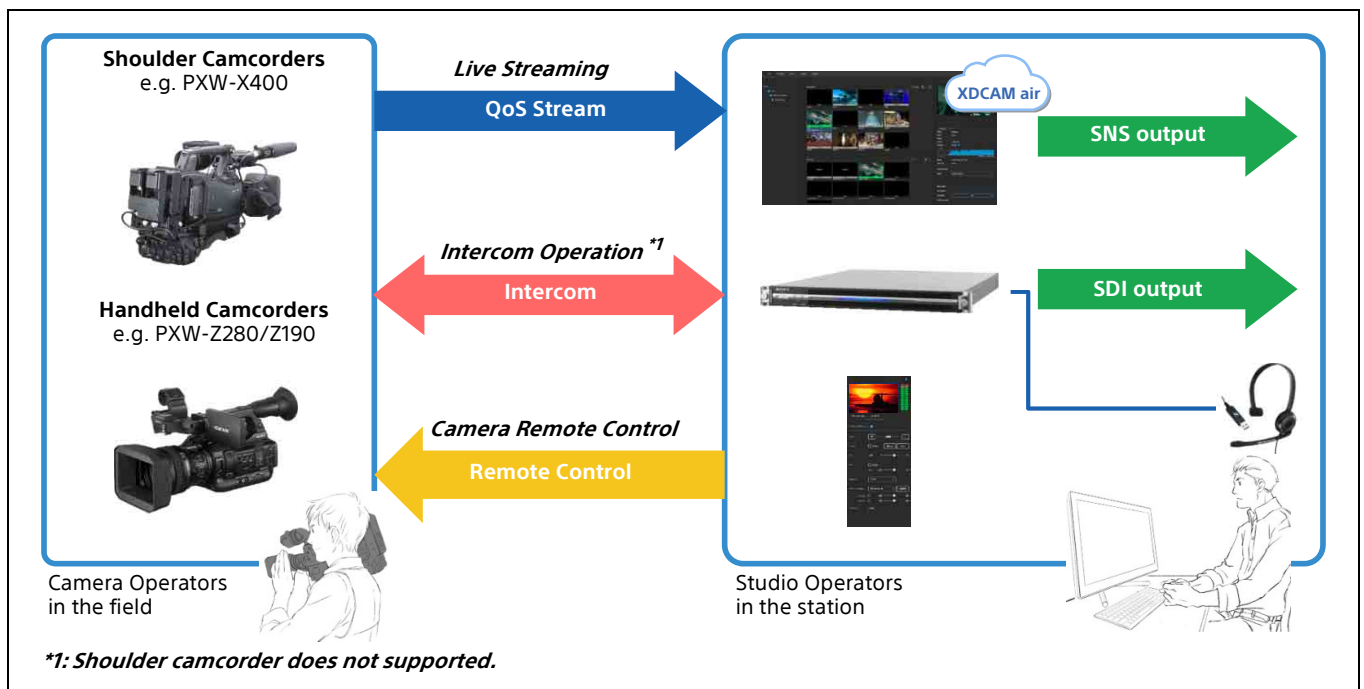 Shoulder Camcorders
e.g. PXW-X400
Handheld Camcorders
e.g. PXW-Z280/Z190
Camera Operators
in the field
Live Streaming
QoS Stream
Intercom Operation *1
Intercom
Camera Remote Control
Remote Control
XDCAM air
SNS output
SDI output
Studio Operators
in the station
*1: Shoulder camcorder does not supported.